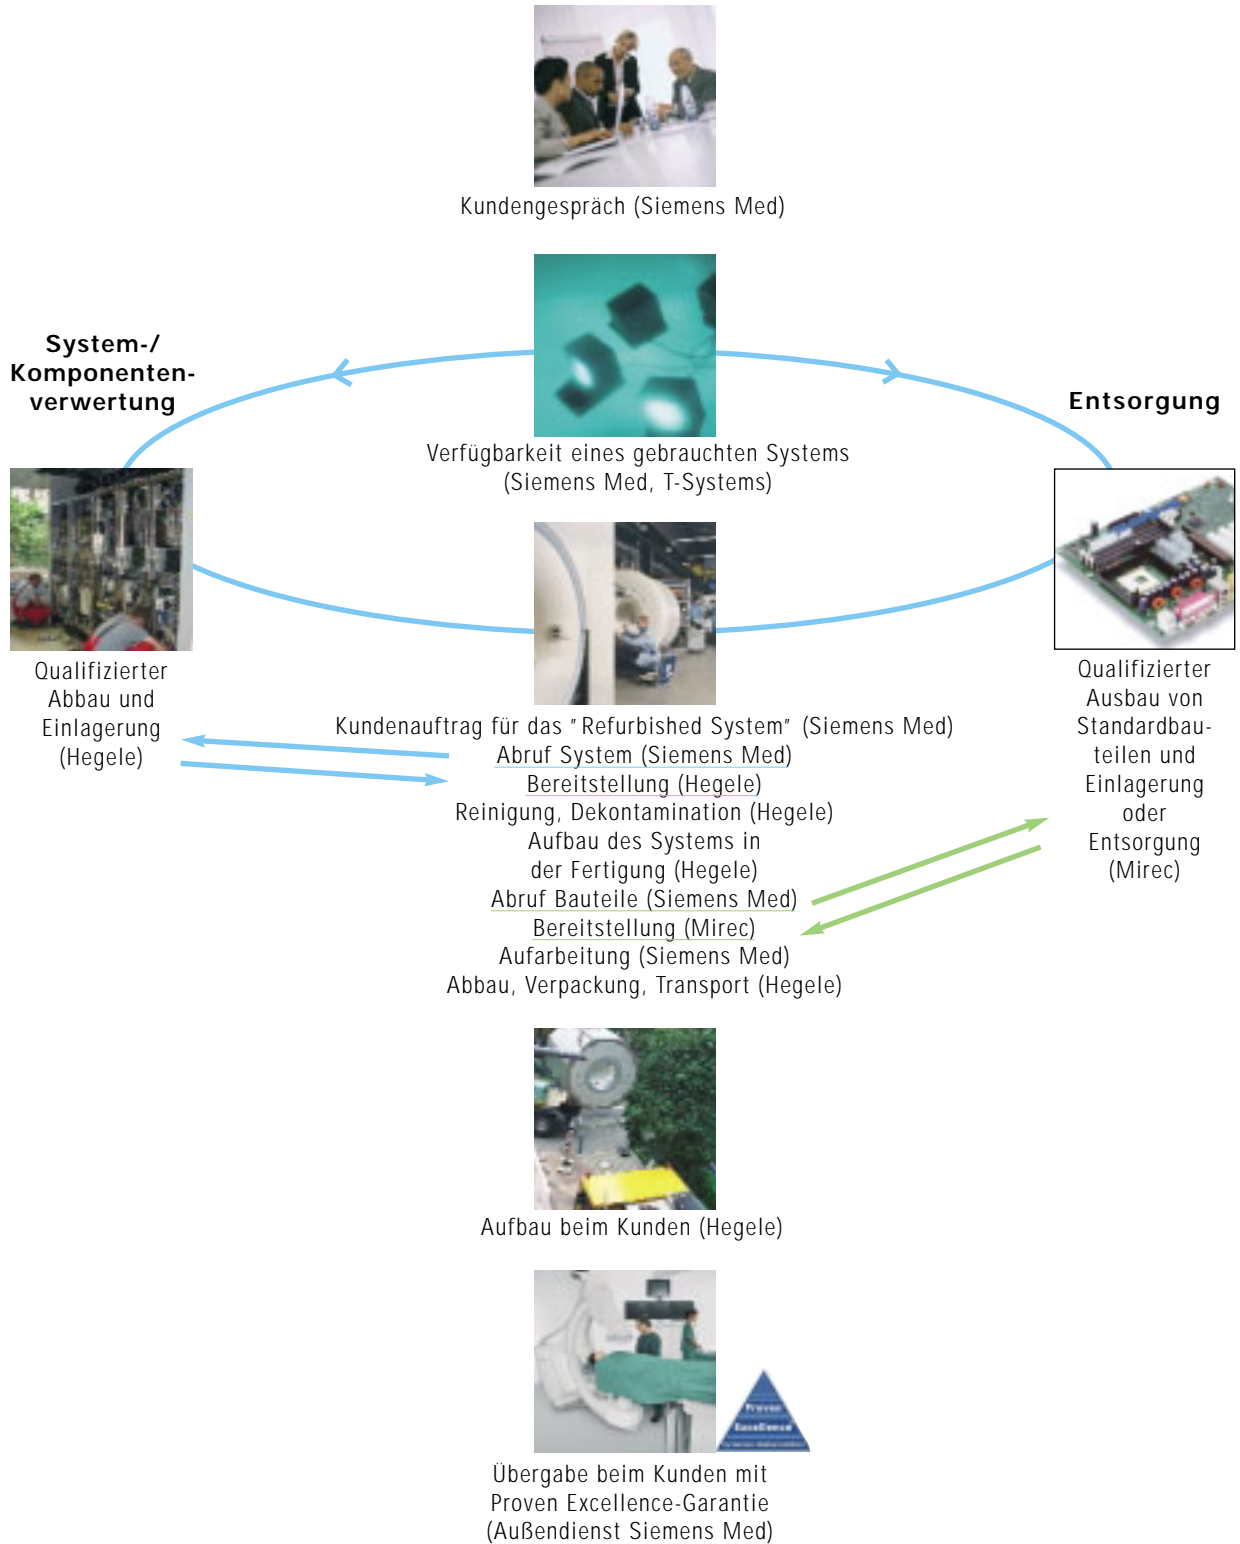 Kundengespräch (Siemens Med)
System-/
Komponenten-
verwertung
Entsorgung
Verfügbarkeit eines gebrauchten Systems
(Siemens Med, T-Systems)
Qualifizierter
Abbau und
Einlagerung
(Hegele)
Kundenauftrag für das "Refurbished System" (Siemens Med)
Abruf System (Siemens Med)
Bereitstellung (Hegele)
Reinigung, Dekontamination (Hegele)
Aufbau des Systems in
der Fertigung (Hegele)
Abruf Bauteile (Siemens Med)
Bereitstellung (Mirec)
Aufarbeitung (Siemens Med)
Abbau, Verpackung, Transport (Hegele)
Qualifizierter
Ausbau von
Standardbau-
teilen und
Einlagerung
oder
Entsorgung
(Mirec)
Aufbau beim Kunden (Hegele)
Proven
Excellence
Übergabe beim Kunden mit
Proven Excellence-Garantie
(Außendienst Siemens Med)